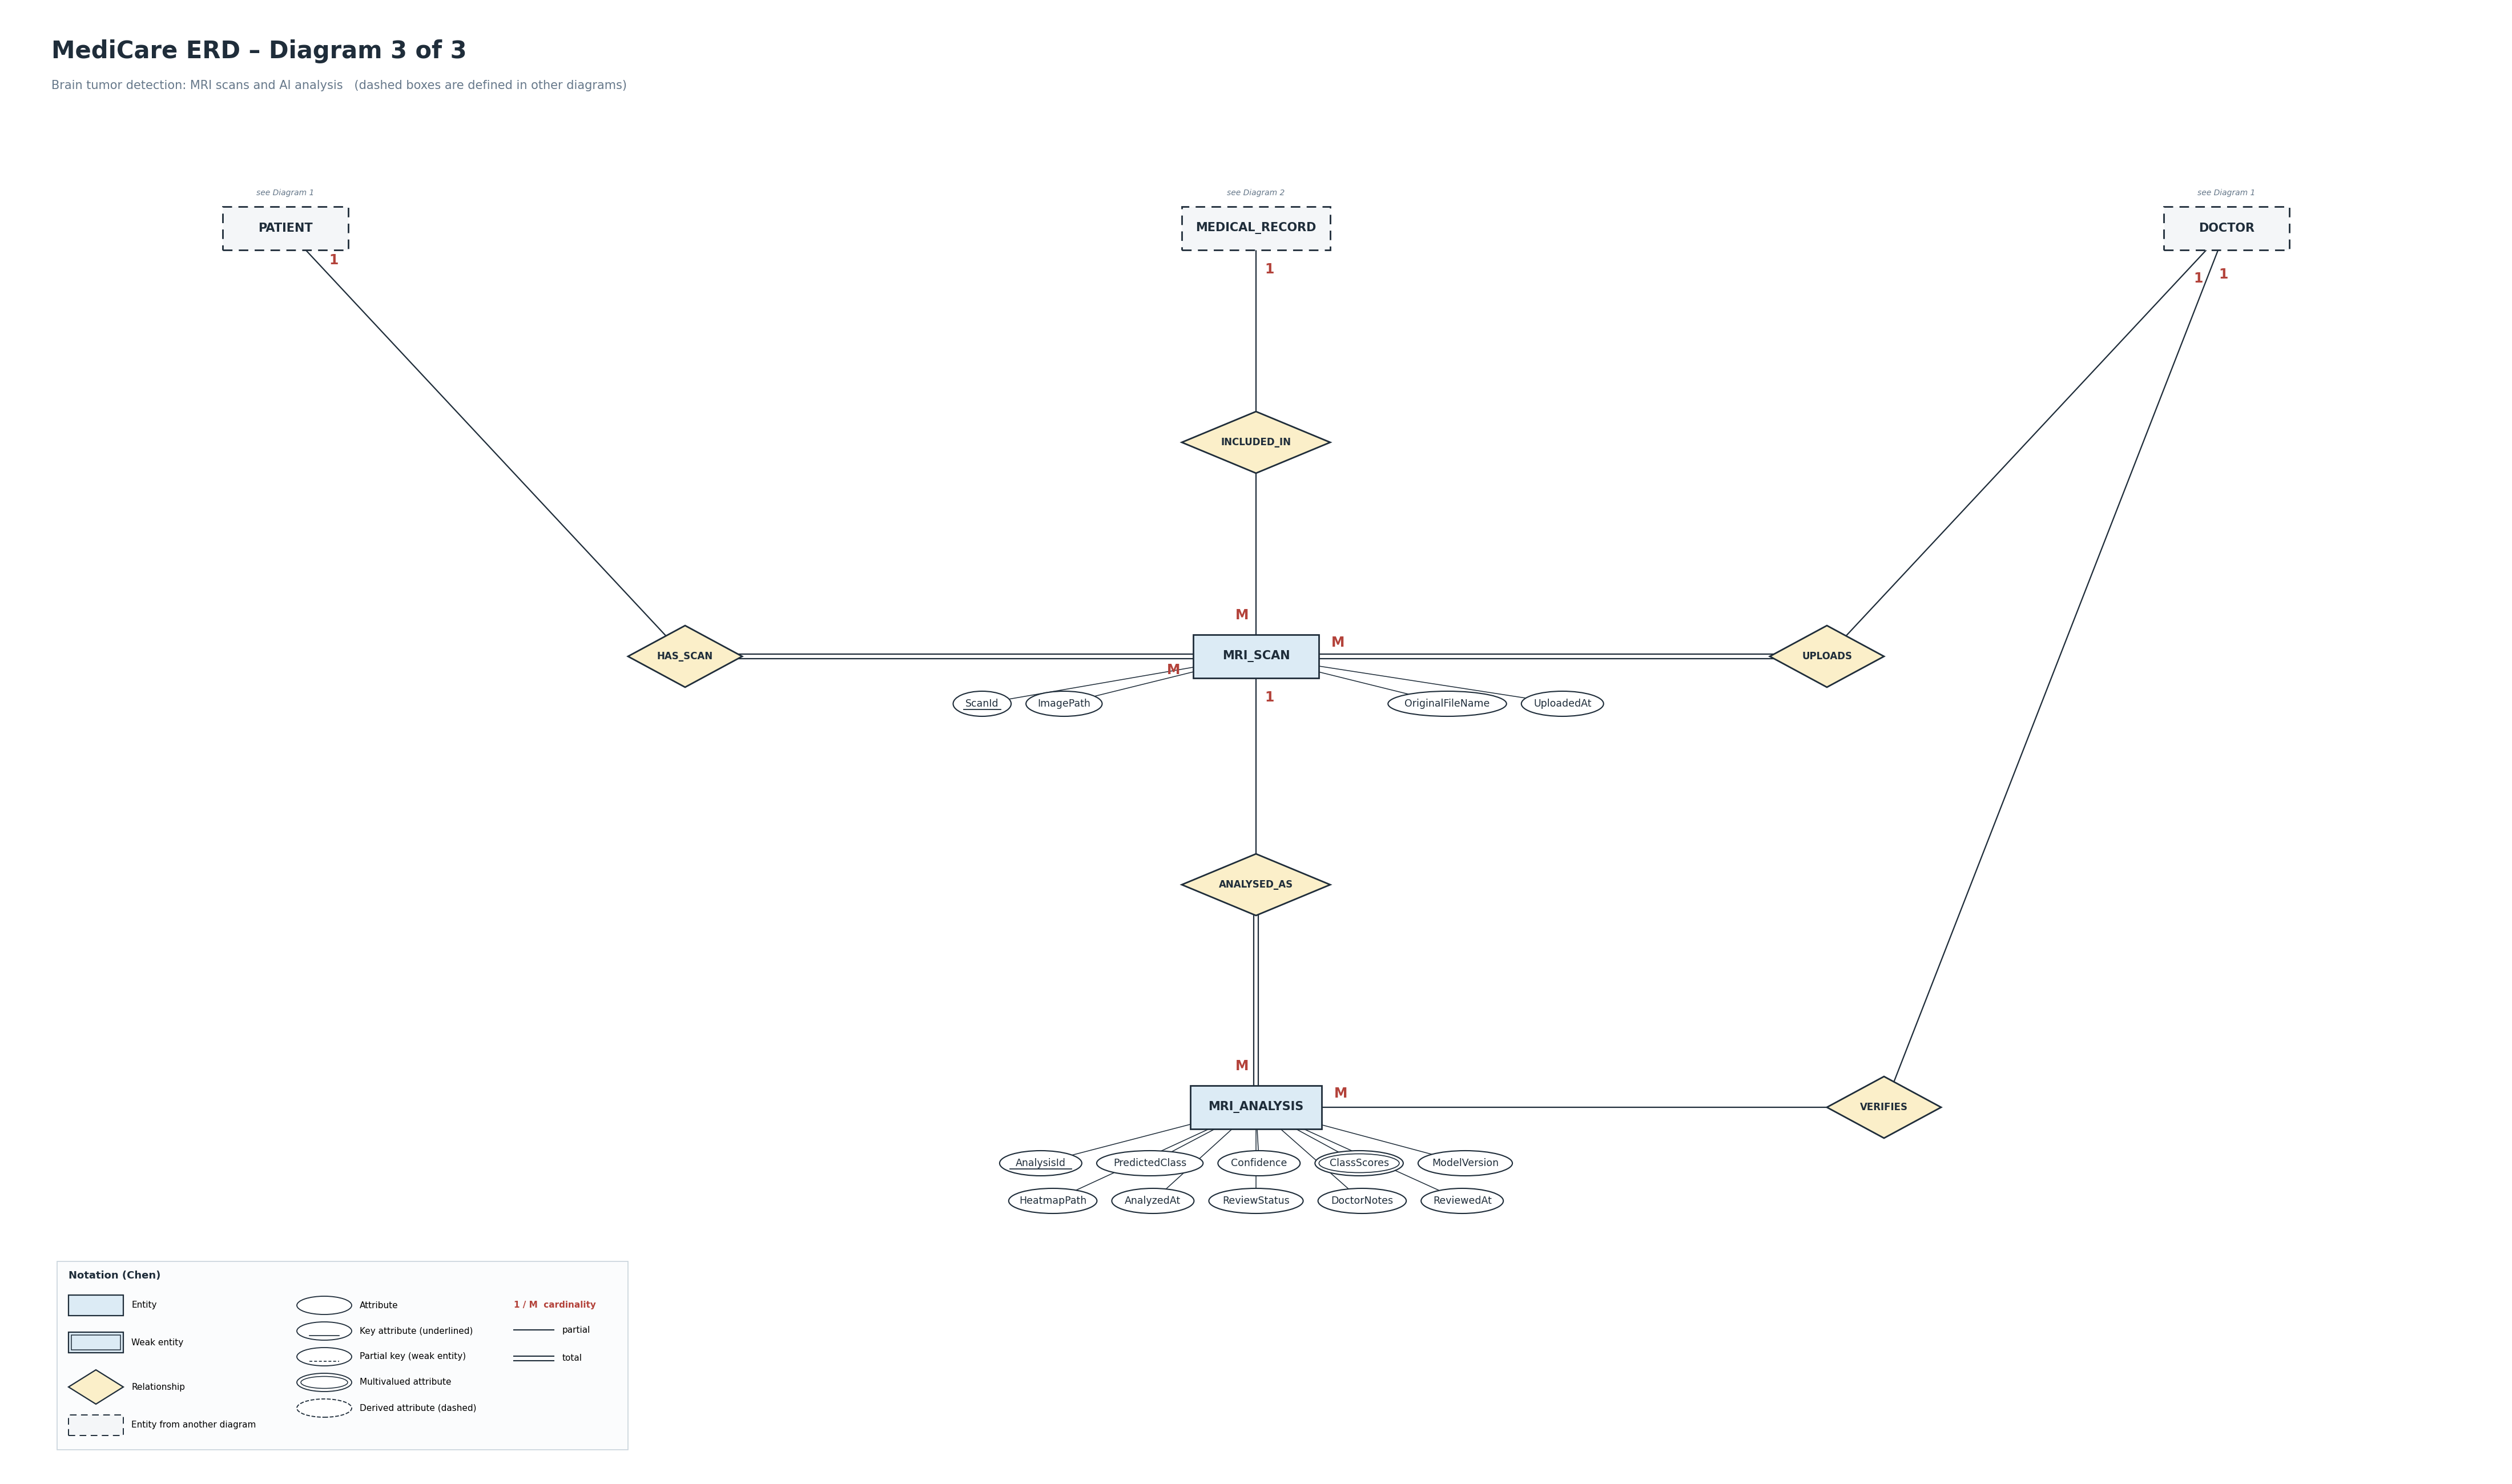 MediCare ERD – Diagram 3 of 3
Brain tumor detection: MRI scans and AI analysis (dashed boxes are defined in other diagrams)
see Diagram 1
see Diagram 2
see Diagram 1
PATIENT
MEDICAL_RECORD
DOCTOR
1
1
1
1
INCLUDED_IN
M
M
HAS_SCAN
MRI_SCAN
UPLOADS
M
1
ScanId
ImagePath
OriginalFileName
UploadedAt
ANALYSED_AS
M
M
MRI_ANALYSIS
VERIFIES
AnalysisId
PredictedClass
Confidence
ClassScores
ModelVersion
HeatmapPath
AnalyzedAt
ReviewStatus
DoctorNotes
ReviewedAt
Notation (Chen)
Entity
Weak entity
Relationship
Entity from another diagram
Attribute
Key attribute (underlined)
Partial key (weak entity)
Multivalued attribute
Derived attribute (dashed)
1 / M cardinality
partial
total